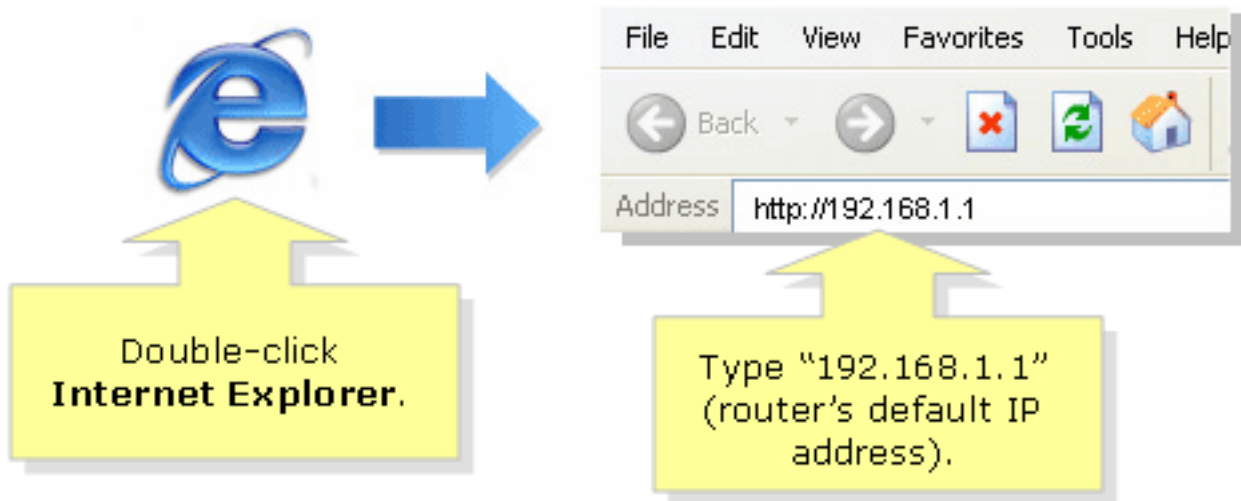 File Edit View Favorites Tools Help
Back
Address http://192.168.1.1
Double-click
Internet Explorer.
Type “192.168.1.1”
(router’s default IP
address).